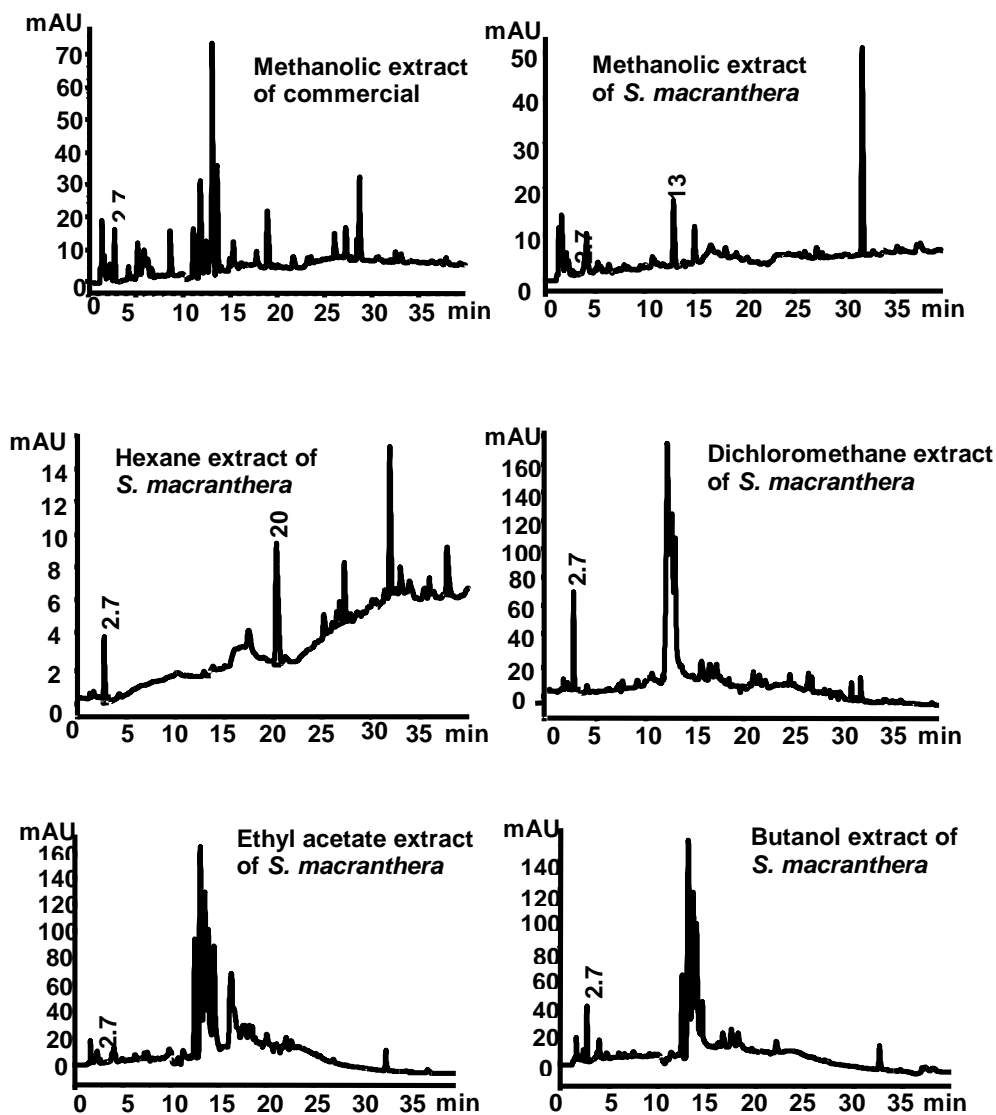 mAU
70
60
50
40
30
20
10
0
Methanolic extract
of commercial
2.7
0 5 10 15 20 25 30 35 min
mAU
50
40
30
20
10
0
Methanolic extract
of S. macranthera
2.7
13
0 5 10 15 20 25 30 35 min
mAU
14
12
10
8
6
4
2
0
Hexane extract of
S. macranthera
2.7
20
0 5 10 15 20 25 30 35 min
mAU
160
140
120
100
80
60
40
20
0
Dichloromethane extract
of S. macranthera
2.7
0 5 10 15 20 25 30 35 min
mAU
160
140
120
100
80
60
40
20
0
Ethyl acetate extract
of S. macranthera
2.7
0 5 10 15 20 25 30 35 min
mAU
140
120
100
80
60
40
20
0
Butanol extract of
S. macranthera
2.7
0 5 10 15 20 25 30 35 min